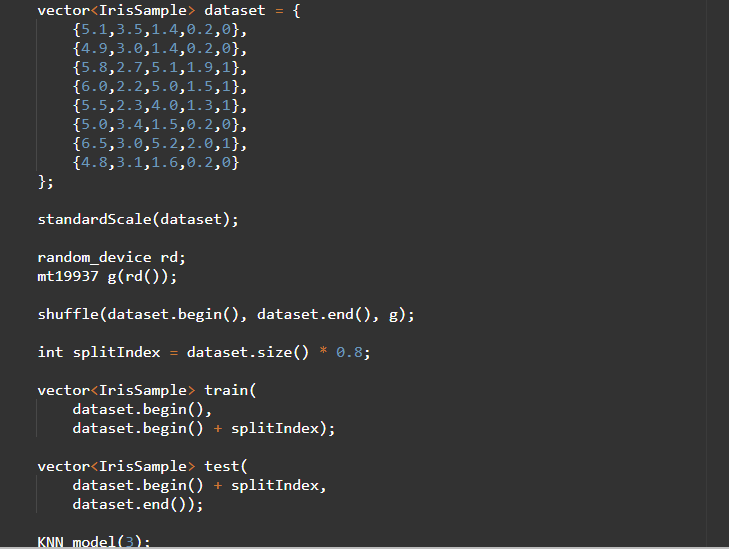 vector<IrisSample> dataset = {
{5.1,3.5,1.4,0.2,0},
{4.9,3.0,1.4,0.2,0},
{5.8,2.7,5.1,1.9,1},
{6.0,2.2,5.0,1.5,1},
{5.5,2.3,4.0,1.3,1},
{5.0,3.4,1.5,0.2,0},
{6.5,3.0,5.2,2.0,1},
{4.8,3.1,1.6,0.2,0}
};
standardScale(dataset);
random_device rd;
mt19937 g(rd());
shuffle(dataset.begin(), dataset.end(), g);
int splitIndex = dataset.size() * 0.8;
vector<IrisSample> train(
dataset.begin(),
dataset.begin() + splitIndex);
vector<IrisSample> test(
dataset.begin() + splitIndex,
dataset.end());
KNN model(3);